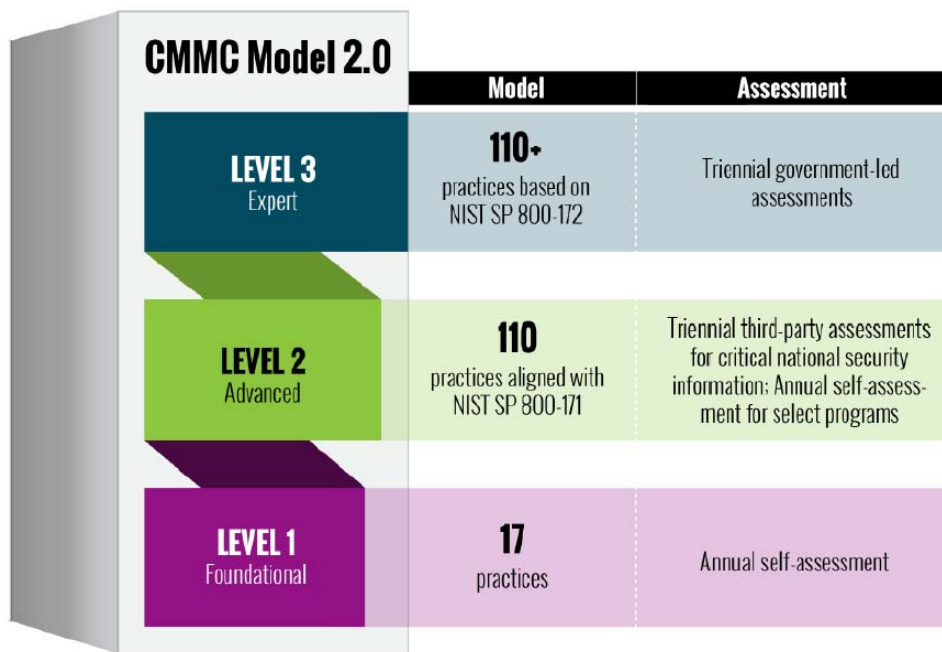 CMMC Model 2.0
Model
Assessment
LEVEL 3
Expert
110+
practices based on
NIST SP 800-172
Triennial government-led
assessments
LEVEL 2
Advanced
110
practices aligned with
NIST SP 800-171
Triennial third-party assessments
for critical national security
information; Annual self-assess-
ment for select programs
LEVEL 1
Foundational
17
practices
Annual self-assessment